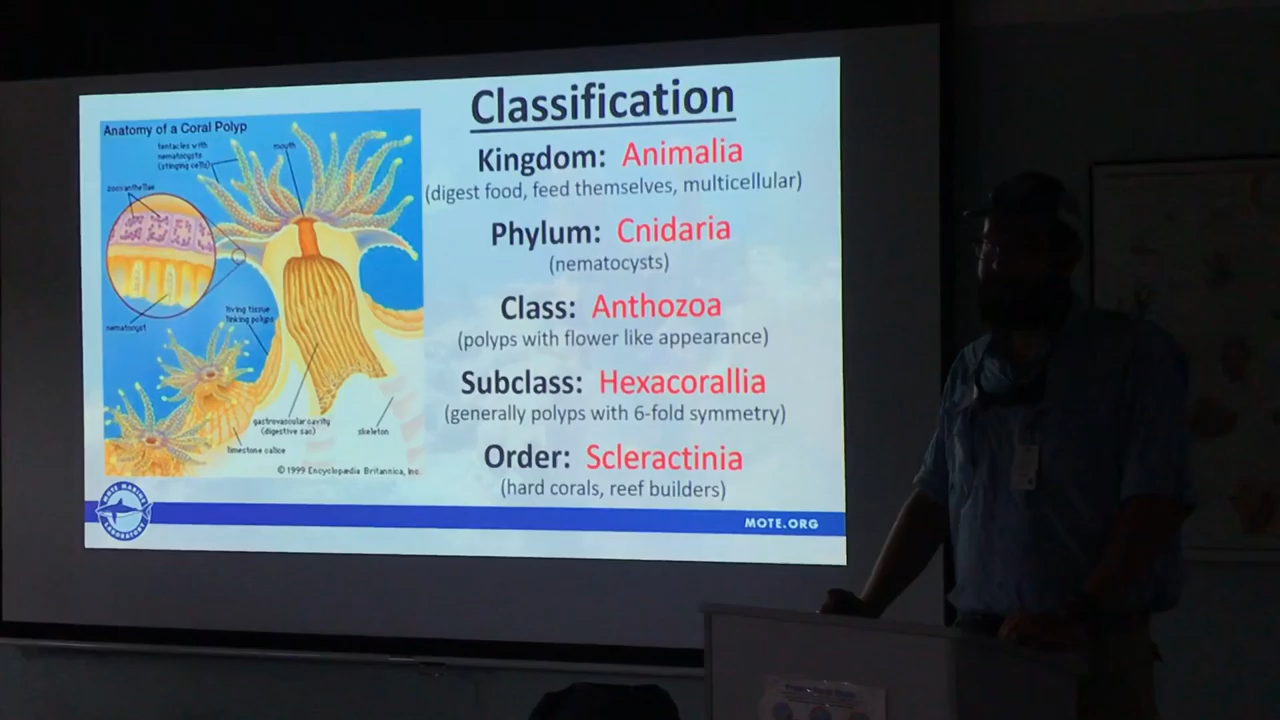 Classification
Kingdom: Animalia
(digest food, feed themselves, multicellular)
Phylum: Cnidaria
(nematocysts)
Class: Anthozoa
(polyps with flower like appearance)
Subclass: Hexacorallia
(generally polyps with 6-fold symmetry)
Order: Scleractinia
(hard corals, reef builders)
Anatomy of a Coral Polyp
tentacles with
nematocysts
(stinging cells)
mouth
zooxanthellae
nematocyst
living tissue
linking polyps
gastrovascular cavity
(digestive sac)
skeleton
limestone calice
© 1999 Encyclopædia Britannica, Inc.
MOTE MARINE
LABORATORY
MOTE.ORG